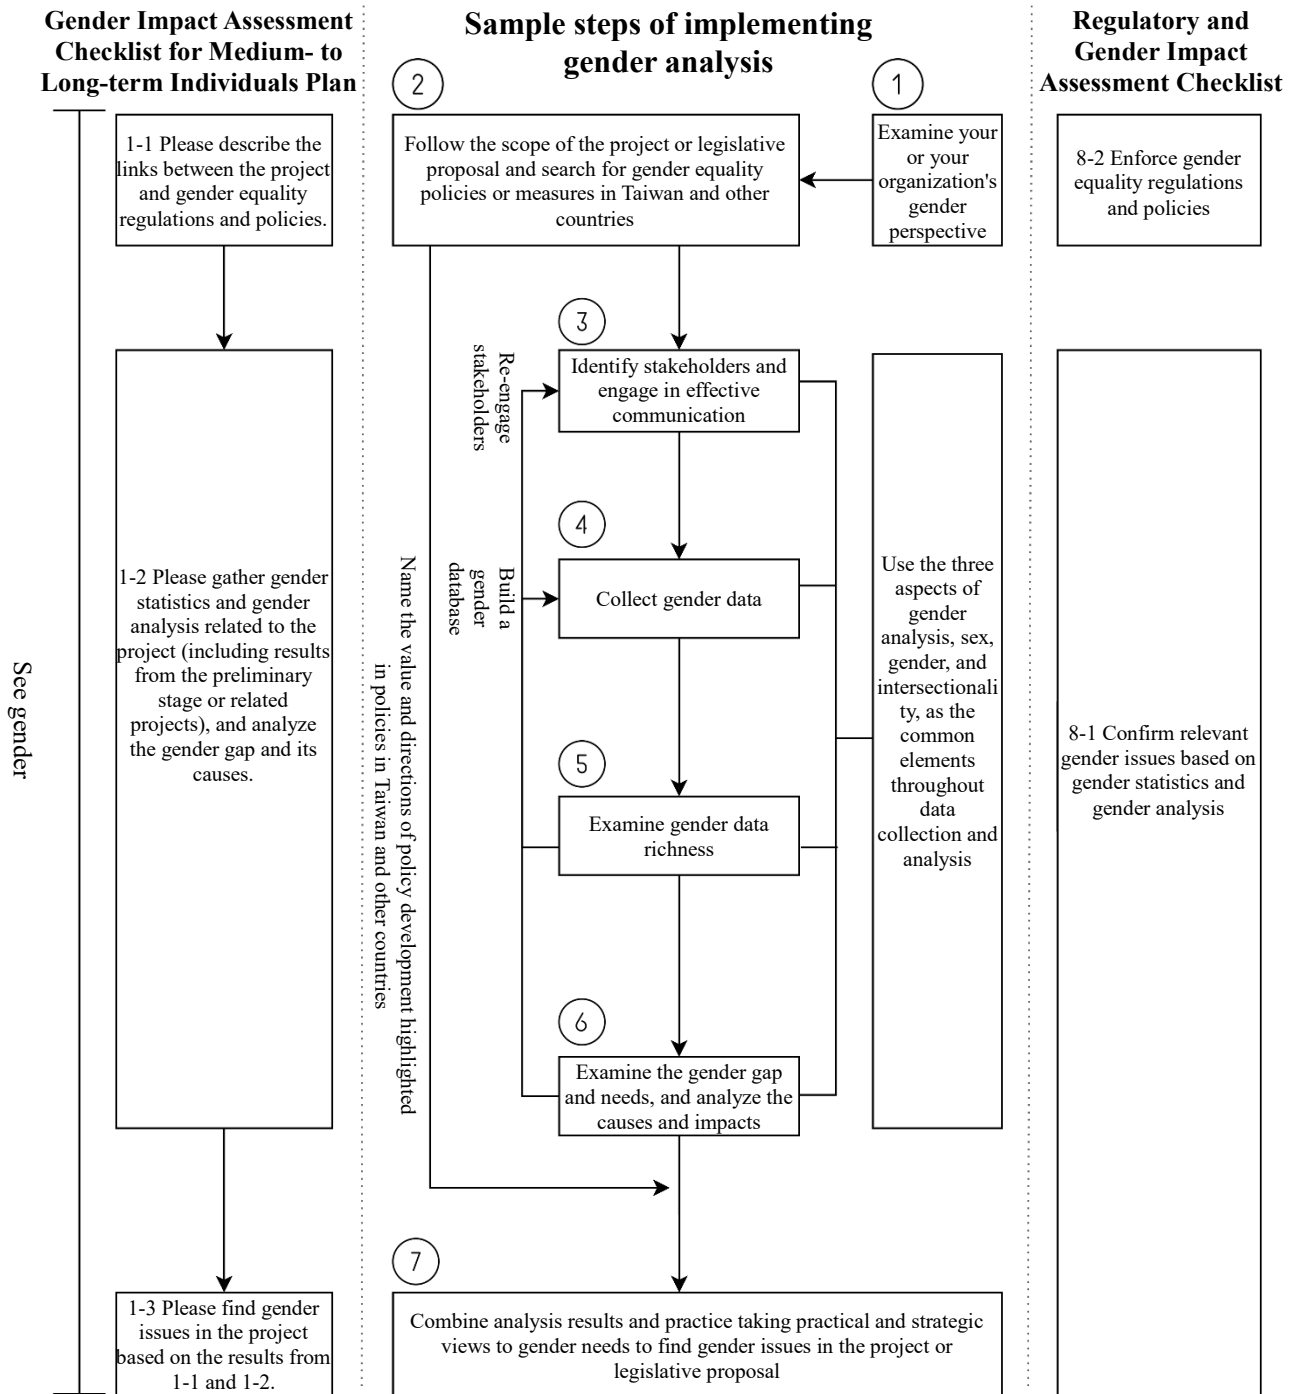 Gender Impact Assessment
Checklist for Medium- to
Long-term Individuals Plan
Sample steps of implementing
gender analysis
Regulatory and
Gender Impact
Assessment Checklist
See gender
1-1 Please describe the
links between the project
and gender equality
regulations and policies.
1-2 Please gather gender
statistics and gender
analysis related to the
project (including results
from the preliminary
stage or related
projects), and analyze
the gender gap and its
causes.
1-3 Please find gender
issues in the project
based on the results from
1-1 and 1-2.
1
Examine your
or your
organization's
gender
perspective
2
Follow the scope of the project or legislative
proposal and search for gender equality
policies or measures in Taiwan and other
countries
Name the value and directions of policy development highlighted
in policies in Taiwan and other countries
3
Identify stakeholders and
engage in effective
communication
Re-engage
stakeholders
4
Collect gender data
Build a
gender
database
5
Examine gender data
richness
6
Examine the gender gap
and needs, and analyze the
causes and impacts
Use the three
aspects of
gender
analysis, sex,
gender, and
intersectionali
ty, as the
common
elements
throughout
data
collection and
analysis
7
Combine analysis results and practice taking practical and strategic
views to gender needs to find gender issues in the project or
legislative proposal
8-2 Enforce gender
equality regulations
and policies
8-1 Confirm relevant
gender issues based on
gender statistics and
gender analysis